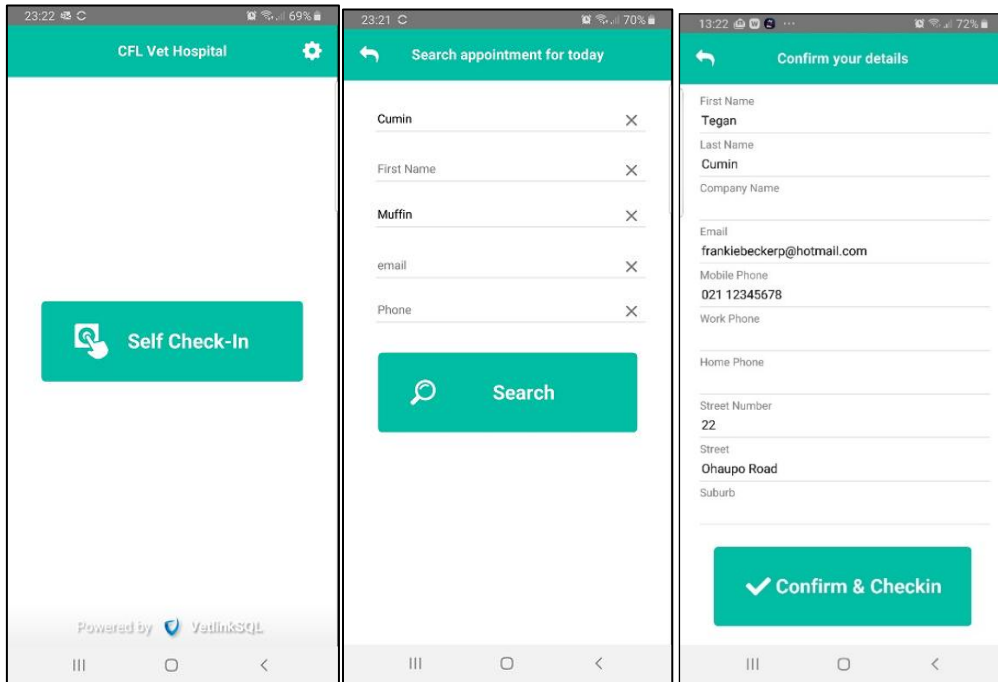 23:22 69%
CFL Vet Hospital
Self Check-In
Powered by VetlinkSQL
23:21 70%
Search appointment for today
Cumin
First Name
Muffin
email
Phone
Search
13:22 72%
Confirm your details
First Name
Tegan
Last Name
Cumin
Company Name
Email
frankiebeckerp@hotmail.com
Mobile Phone
021 12345678
Work Phone
Home Phone
Street Number
22
Street
Ohaupo Road
Suburb
Confirm & Checkin